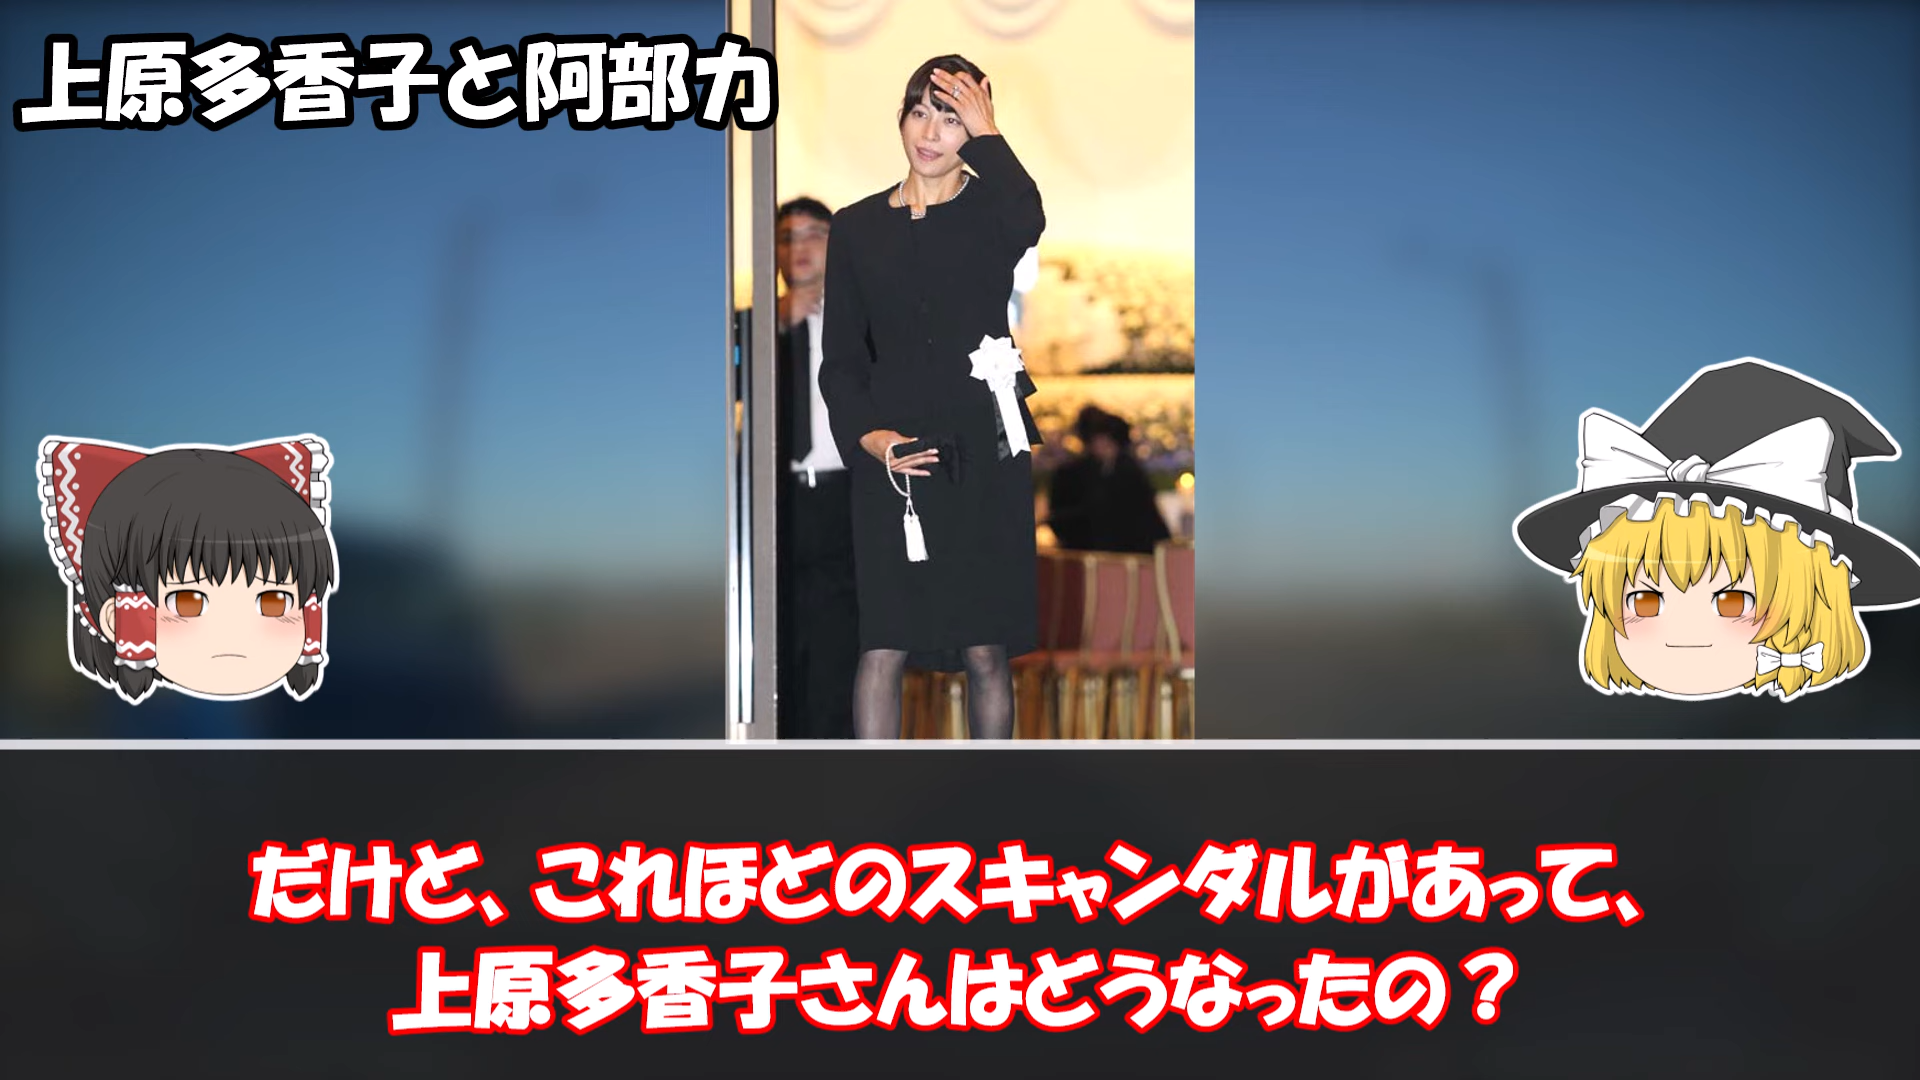 上原多香子と阿部力
だけど、これほどのスキャンダルがあって、
上原多香子さんはどうなったの？